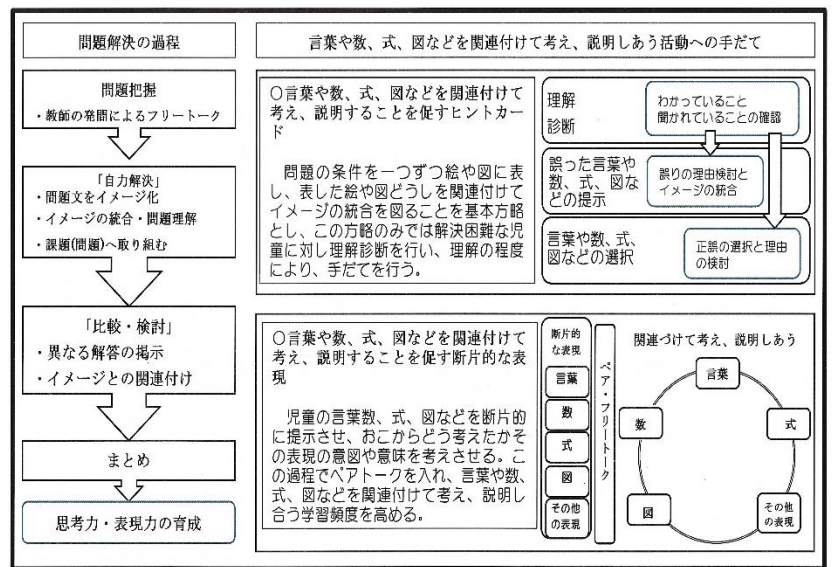 問題解決の過程
問題把握
・教師の発問によるフリートーク
「自力解決」
・問題文をイメージ化
・イメージの統合・問題理解
・課題(問題)へ取り組む
「比較・検討」
・異なる解答の掲示
・イメージとの関連付け
まとめ
思考力・表現力の育成
言葉や数、式、図などを関連付けて考え、説明しあう活動への手だて
○言葉や数、式、図などを関連付けて
考え、説明することを促すヒントカー
ド
問題の条件を一つずつ絵や図に表
し、表した絵や図どうしを関連付けて
イメージの統合を図ることを基本方略
とし、この方略のみでは解決困難な児
童に対し理解診断を行い、理解の程度
により、手だてを行う。
理解
診断
わかっていること
聞かれていることの確認
誤った言葉や
数、式、図な
どの提示
誤りの理由検討と
イメージの統合
言葉や数、式、
図などの選択
正誤の選択と理由
の検討
○言葉や数、式、図などを関連付けて
考え、説明することを促す断片的な表
現
児童の言葉数、式、図などを断片的
に提示させ、おこからどう考えたかそ
の表現の意図や意味を考えさせる。こ
の過程でペアトークを入れ、言葉や数、
式、図などを関連付けて考え、説明し
合う学習頻度を高める。
断片的
な表現
言葉
数
式
図
その他
の表現
ペア・フリートーク
関連づけて考え、説明しあう
言葉
数
式
図
その他
の表現